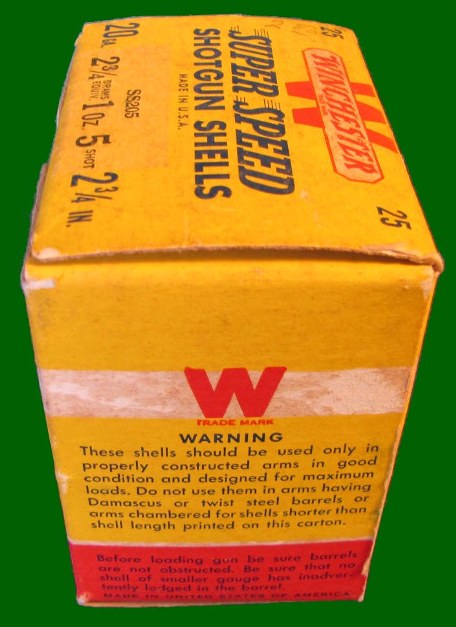 25 WINCHESTER 25
W
SUPER SPEED
SHOTGUN SHELLS
MADE IN U.S.A.
SS205
20 GA. 2¾ DRAMS EQUIV. 1 OZ. 5 SHOT 2¾ IN.
W
TRADE MARK
WARNING
These shells should be used only in
properly constructed arms in good
condition and designed for maximum
loads. Do not use them in arms having
Damascus or twist steel barrels or
arms chambered for shells shorter than
shell length printed on this carton.
Before loading gun be sure barrels
are not obstructed. Be sure that no
shell of smaller gauge has inadver-
tently lodged in the barrel.
MADE IN UNITED STATES OF AMERICA